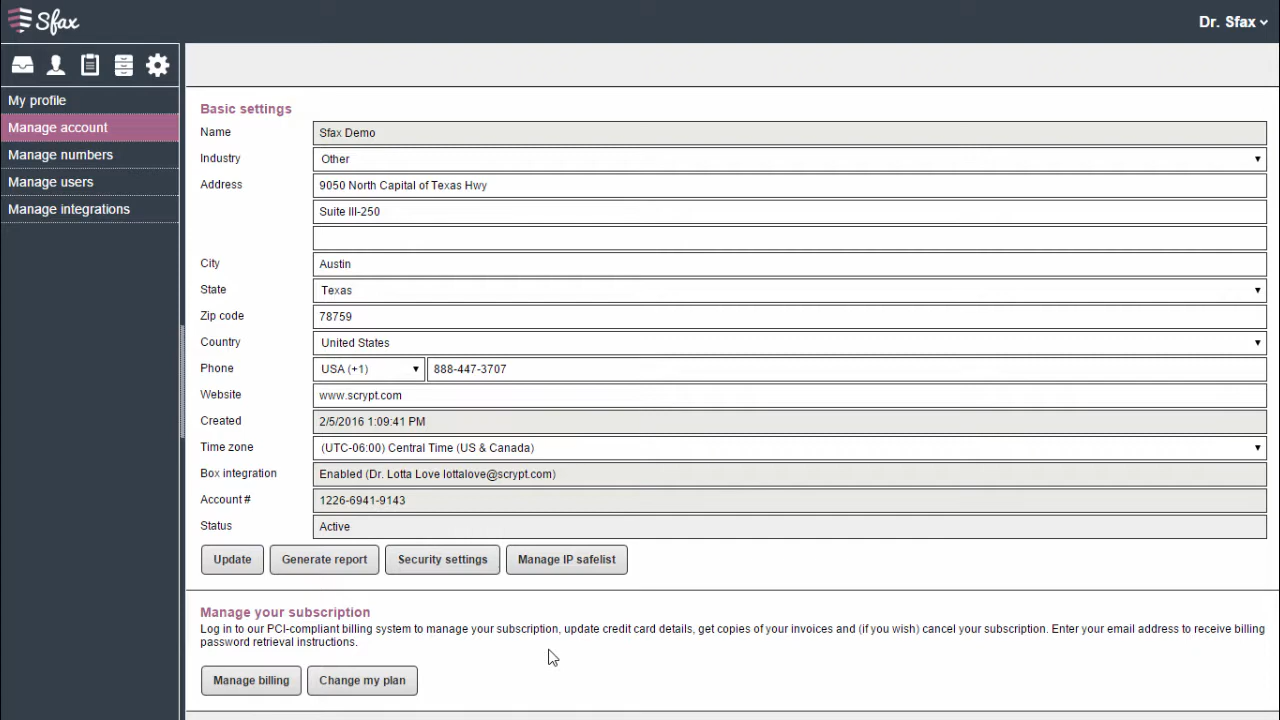 Sfax
Dr. Sfax
My profile
Manage account
Manage numbers
Manage users
Manage integrations
Basic settings
Name Sfax Demo
Industry Other
Address 9050 North Capital of Texas Hwy
Suite III-250
City Austin
State Texas
Zip code 78759
Country United States
Phone USA (+1) 888-447-3707
Website www.scrypt.com
Created 2/5/2016 1:09:41 PM
Time zone (UTC-06:00) Central Time (US & Canada)
Box integration Enabled (Dr. Lotta Love lottalove@scrypt.com)
Account # 1226-6941-9143
Status Active
Update Generate report Security settings Manage IP safelist
Manage your subscription
Log in to our PCI-compliant billing system to manage your subscription, update credit card details, get copies of your invoices and (if you wish) cancel your subscription. Enter your email address to receive billing
password retrieval instructions.
Manage billing Change my plan